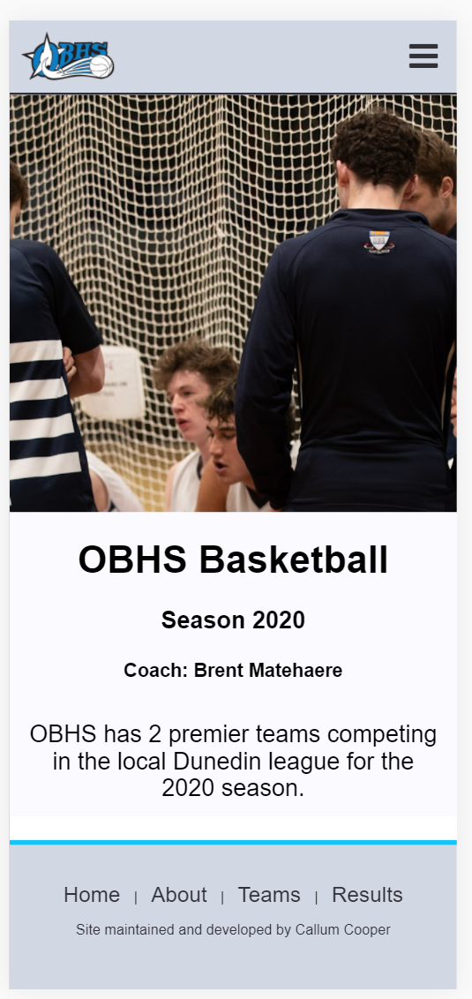 OBHS
OBHS Basketball
Season 2020
Coach: Brent Matehaere
OBHS has 2 premier teams competing
in the local Dunedin league for the
2020 season.
Home | About | Teams | Results
Site maintained and developed by Callum Cooper